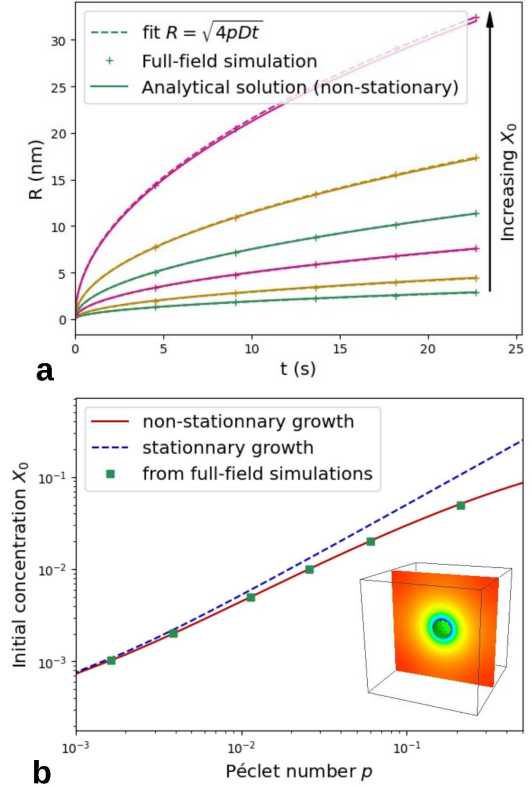 fit R = √4pDt
Full-field simulation
Analytical solution (non-stationary)
30
25
20
15
10
5
0
R (nm)
Increasing X₀
0 5 10 15 20 25
t (s)
a
non-stationnary growth
stationnary growth
from full-field simulations
10⁻¹
10⁻²
10⁻³
Initial concentration X₀
10⁻³ 10⁻² 10⁻¹
Péclet number p
b